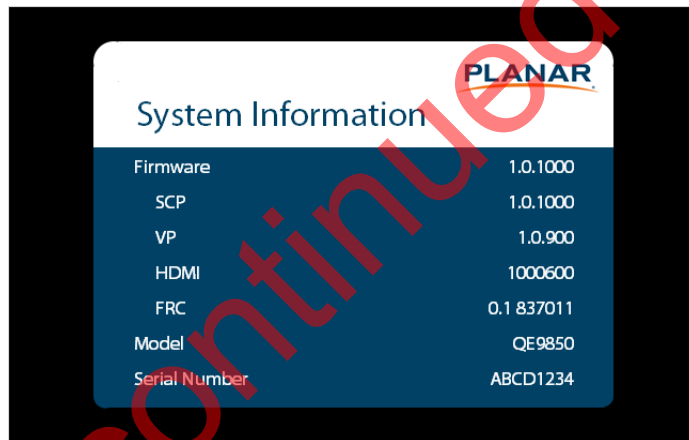 PLANAR
System Information
Firmware 1.0.1000
SCP 1.0.1000
VP 1.0.900
HDMI 1000600
FRC 0.1 837011
Model QE9850
Serial Number ABCD1234
continued